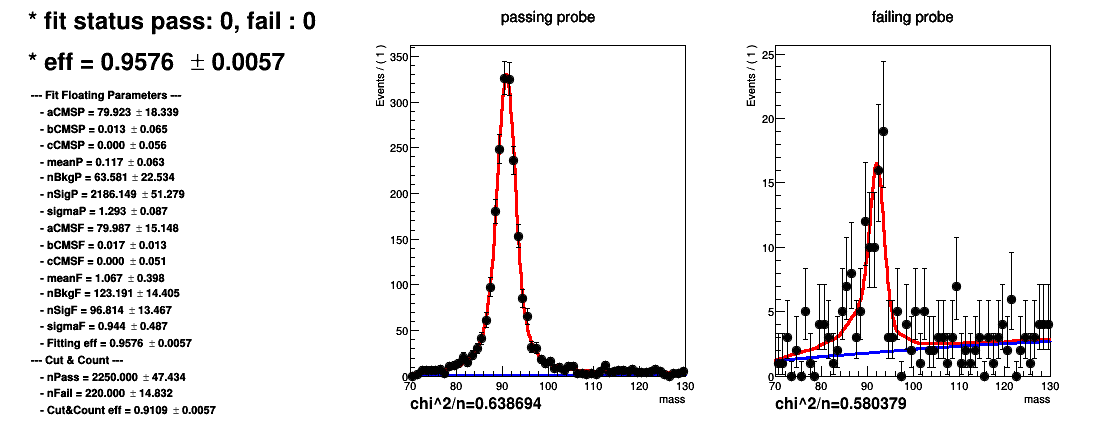 * fit status pass: 0, fail : 0
* eff = 0.9576 ± 0.0057
--- Fit Floating Parameters ---
- aCMSP = 79.923 ± 18.339
- bCMSP = 0.013 ± 0.065
- cCMSP = 0.000 ± 0.056
- meanP = 0.117 ± 0.063
- nBkgP = 63.581 ± 22.534
- nSigP = 2186.149 ± 51.279
- sigmaP = 1.293 ± 0.087
- aCMSF = 79.987 ± 15.148
- bCMSF = 0.017 ± 0.013
- cCMSF = 0.000 ± 0.051
- meanF = 1.067 ± 0.398
- nBkgF = 123.191 ± 14.405
- nSigF = 96.814 ± 13.467
- sigmaF = 0.944 ± 0.487
- Fitting eff = 0.9576 ± 0.0057
--- Cut & Count ---
- nPass = 2250.000 ± 47.434
- nFail = 220.000 ± 14.832
- Cut&Count eff = 0.9109 ± 0.0057
passing probe
Events / ( 1 )
350
300
250
200
150
100
50
0
70 80 90 100 110 120 130
mass
chi^2/n=0.638694
failing probe
Events / ( 1 )
25
20
15
10
5
0
70 80 90 100 110 120 130
mass
chi^2/n=0.580379